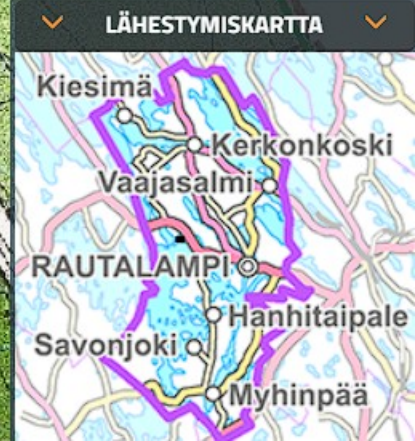 LÄHESTYMISKARTTA
Kiesimä
Kerkonkoski
Vaajasalmi
RAUTALAMPI
Hanhitaipale
Savonjoki
Myhinpää